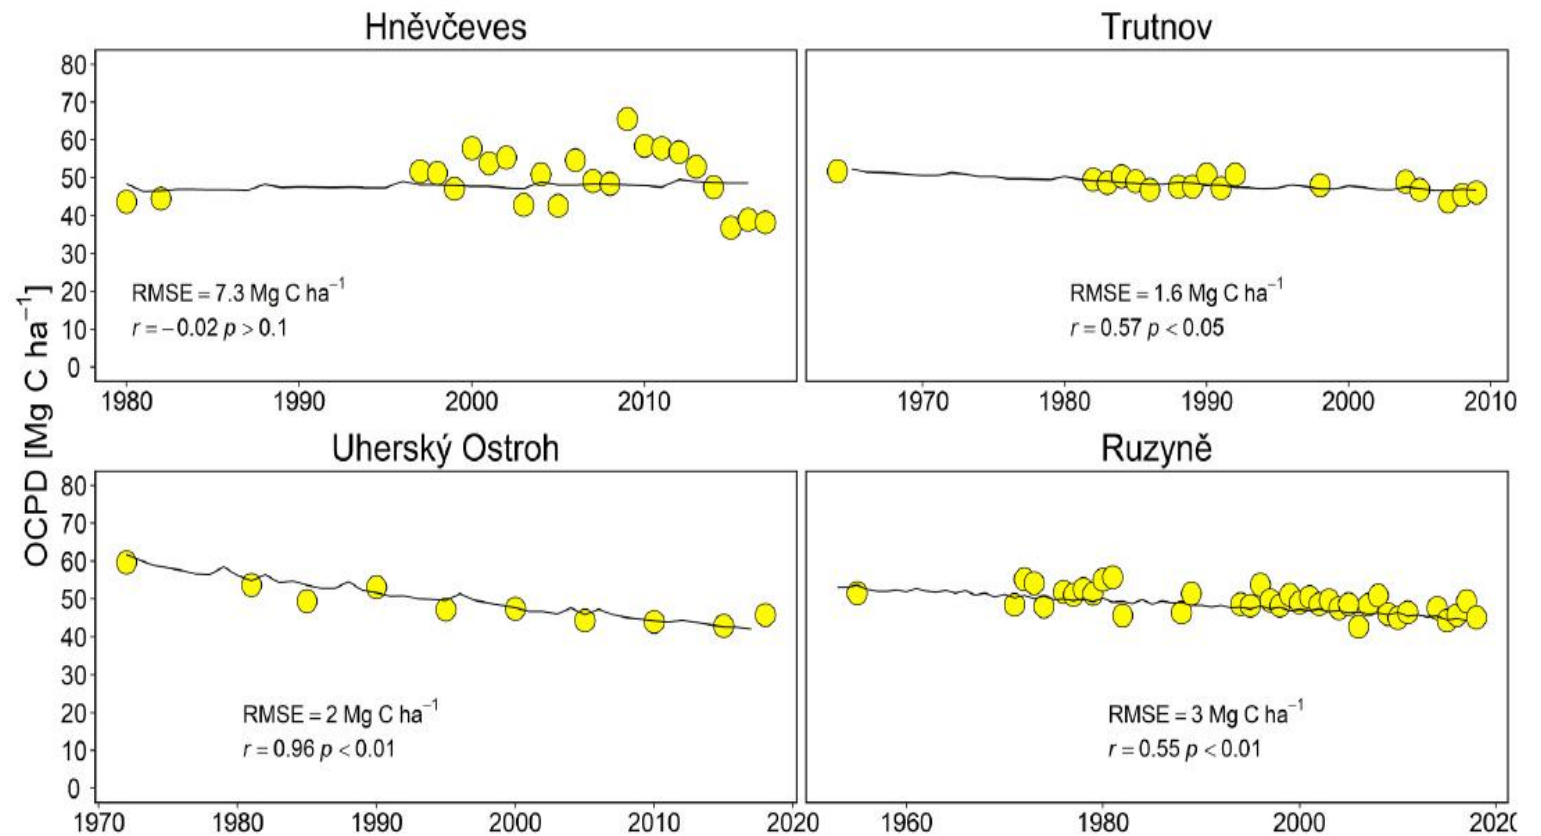 Hněvčeves
Trutnov
80
70
60
50
40
30
20
10
0
RMSE = 7.3 Mg C ha⁻¹
r = −0.02 p > 0.1
RMSE = 1.6 Mg C ha⁻¹
r = 0.57 p < 0.05
1980 1990 2000 2010
1970 1980 1990 2000 2010
OCPD [Mg C ha⁻¹]
Uherský Ostroh
Ruzyně
80
70
60
50
40
30
20
10
0
RMSE = 2 Mg C ha⁻¹
r = 0.96 p < 0.01
RMSE = 3 Mg C ha⁻¹
r = 0.55 p < 0.01
1970 1980 1990 2000 2010 2020
1960 1980 2000 2020